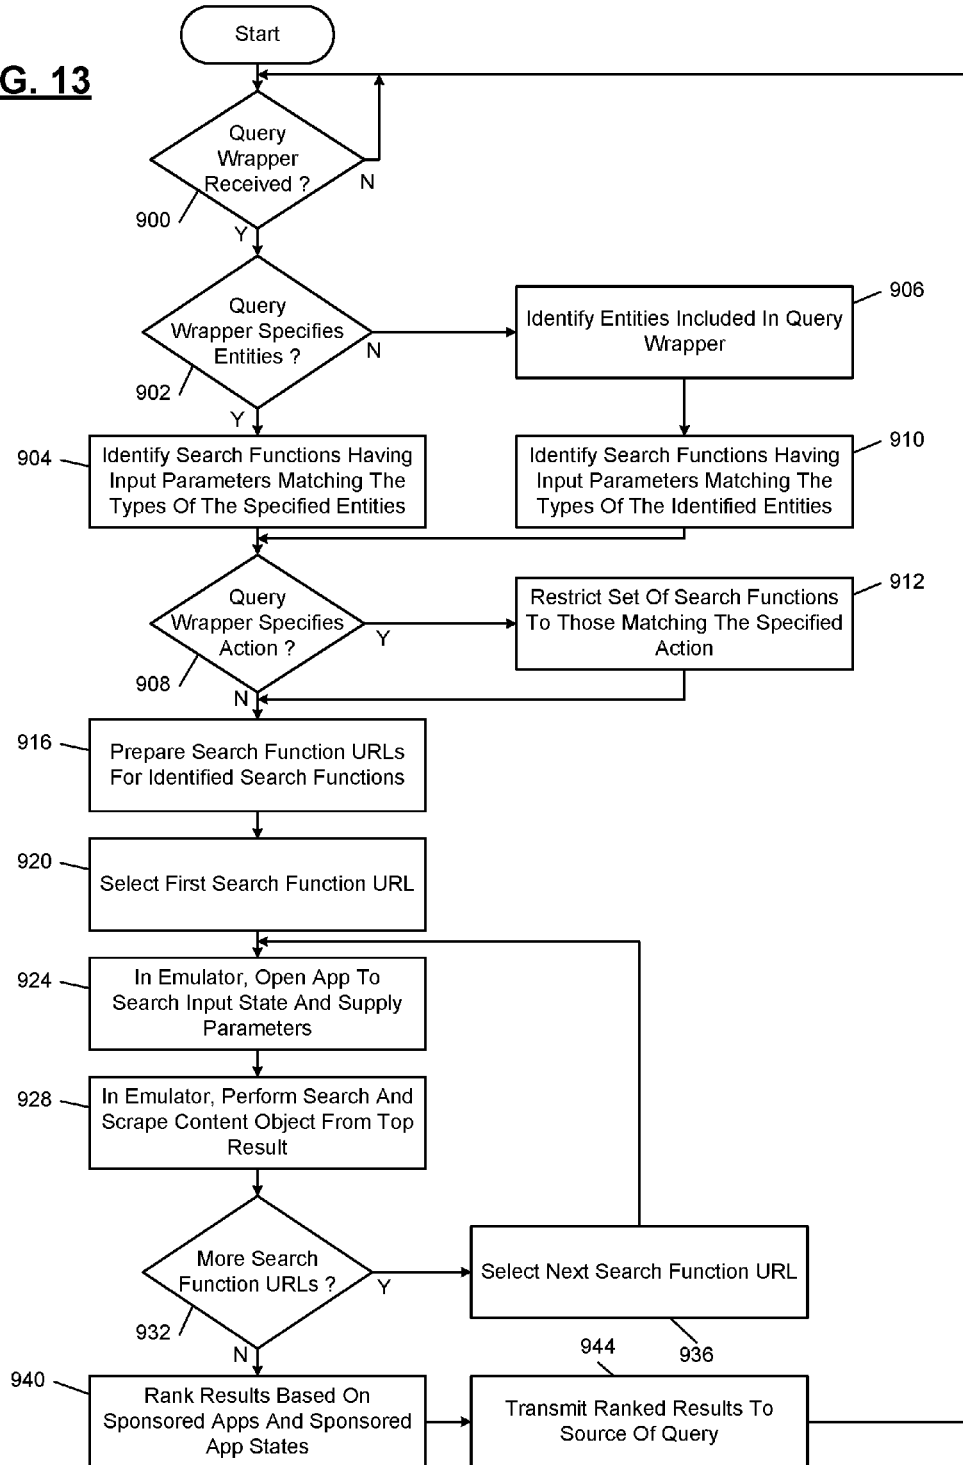 Start
G. 13
Query
Wrapper
Received ?
N
900
Y
Query
Wrapper Specifies
Entities ?
N
902
Y
906
Identify Entities Included In Query
Wrapper
904
Identify Search Functions Having
Input Parameters Matching The
Types Of The Specified Entities
910
Identify Search Functions Having
Input Parameters Matching The
Types Of The Identified Entities
Query
Wrapper Specifies
Action ?
Y
908
N
912
Restrict Set Of Search Functions
To Those Matching The Specified
Action
916
Prepare Search Function URLs
For Identified Search Functions
920
Select First Search Function URL
924
In Emulator, Open App To
Search Input State And Supply
Parameters
928
In Emulator, Perform Search And
Scrape Content Object From Top
Result
More Search
Function URLs ?
Y
932
N
Select Next Search Function URL
936
940
Rank Results Based On
Sponsored Apps And Sponsored
App States
944
Transmit Ranked Results To
Source Of Query